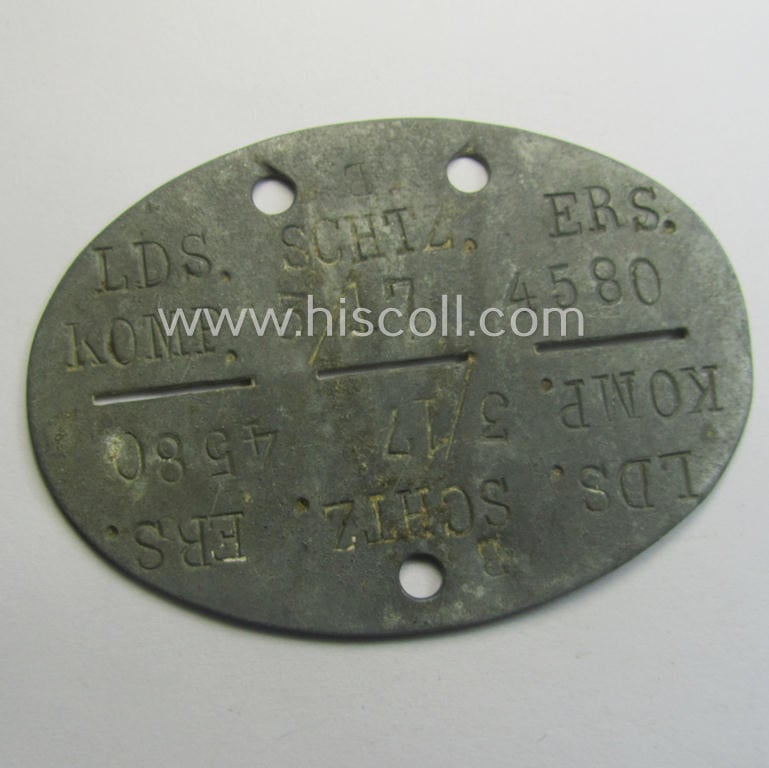 B
LDS. SCHTZ. ERS.
KOMP. 3/17 4580
www.hiscoll.com
KOMP. 3/17 4580
LDS. SCHTZ. ERS.
B